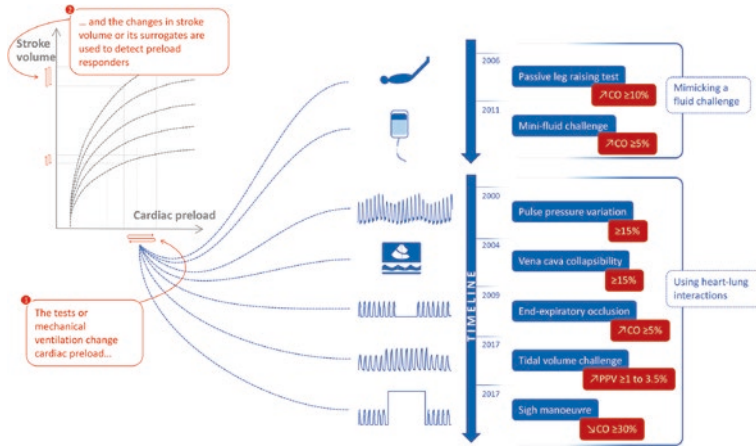 2
... and the changes in stroke
volume or its surrogates are
used to detect preload
responders
Stroke
volume
Cardiac preload
1
The tests or
mechanical
ventilation change
cardiac preload...
TIMELINE
2006
Passive leg raising test
↗CO ≥10%
2011
Mini-fluid challenge
↗CO ≥5%
Mimicking a
fluid challenge
2000
Pulse pressure variation
≥15%
2004
Vena cava collapsibility
≥15%
2009
End-expiratory occlusion
↗CO ≥5%
2017
Tidal volume challenge
↗PPV ≥1 to 3.5%
2017
Sigh manoeuvre
↘CO ≥30%
Using heart-lung
interactions